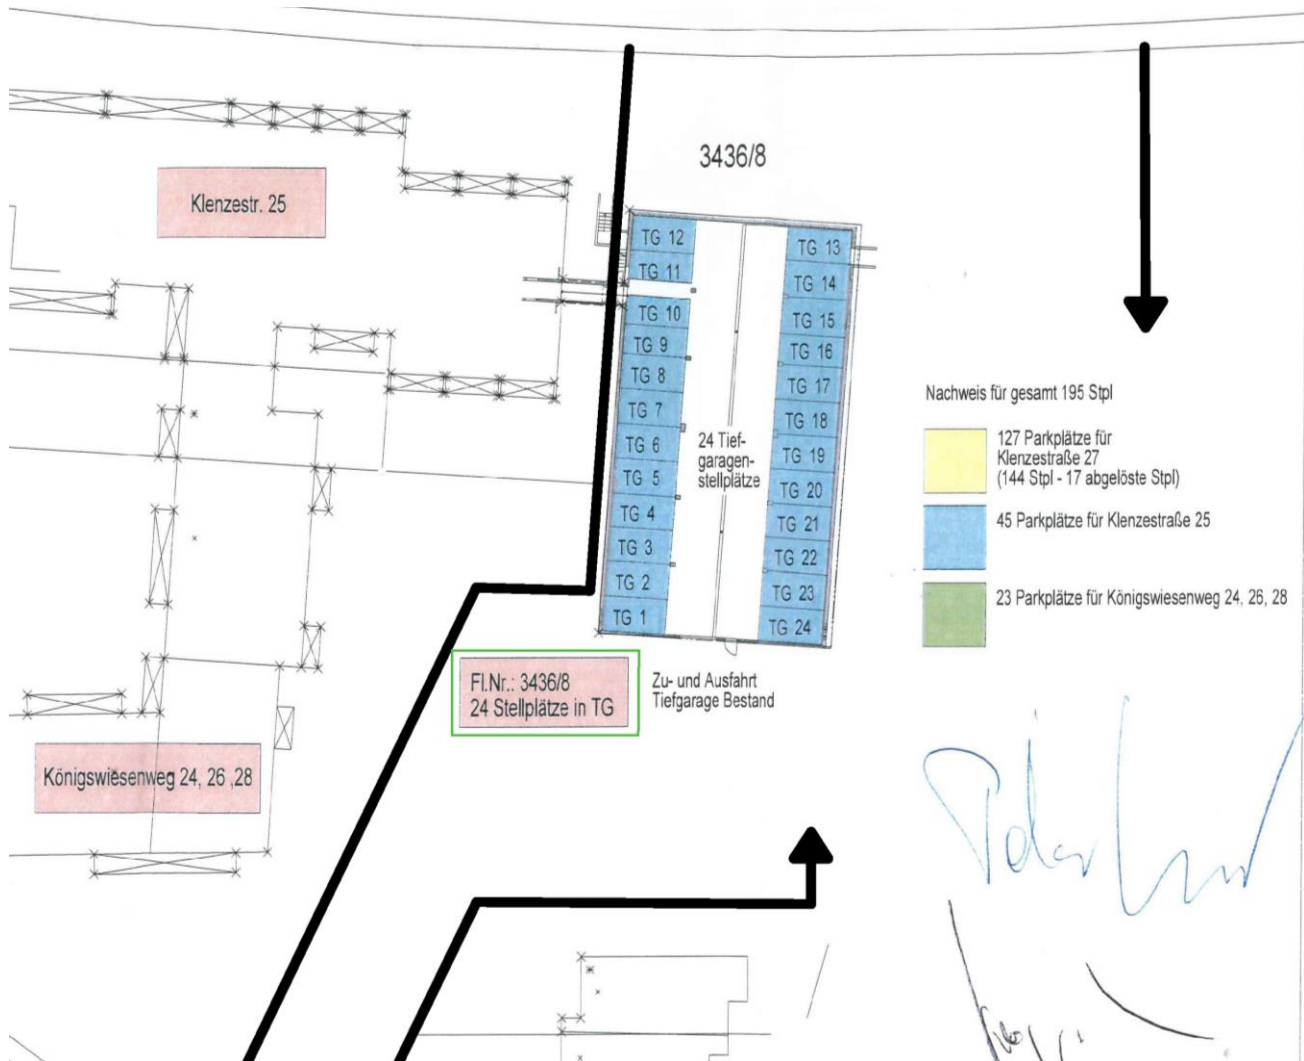 3436/8
Klenzestr. 25
TG 12
TG 11
TG 10
TG 9
TG 8
TG 7
TG 6
TG 5
TG 4
TG 3
TG 2
TG 1
24 Tief-
garagen-
stellplätze
TG 13
TG 14
TG 15
TG 16
TG 17
TG 18
TG 19
TG 20
TG 21
TG 22
TG 23
TG 24
Nachweis für gesamt 195 Stpl
127 Parkplätze für
Klenzestraße 27
(144 Stpl - 17 abgelöste Stpl)
45 Parkplätze für Klenzestraße 25
23 Parkplätze für Königswiesenweg 24, 26, 28
Fl.Nr.: 3436/8
24 Stellplätze in TG
Zu- und Ausfahrt
Tiefgarage Bestand
Königswiesenweg 24, 26 ,28